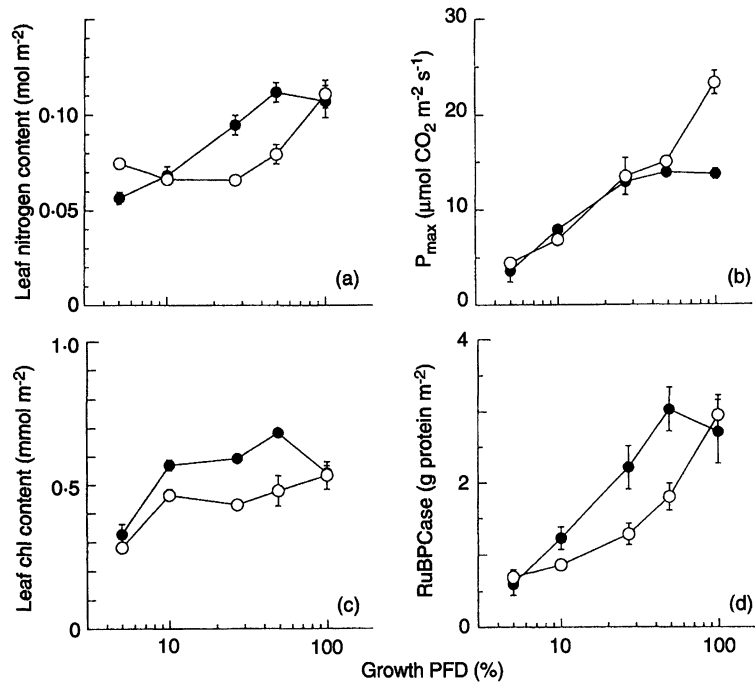 Leaf nitrogen content (mol m⁻²)
0·10
0·05
0
(a)
Pmax (μmol CO₂ m⁻² s⁻¹)
30
20
10
0
(b)
Leaf chl content (mmol m⁻²)
1·0
0·5
0
10
100
(c)
RuBPCase (g protein m⁻²)
4
2
0
10
100
(d)
Growth PFD (%)